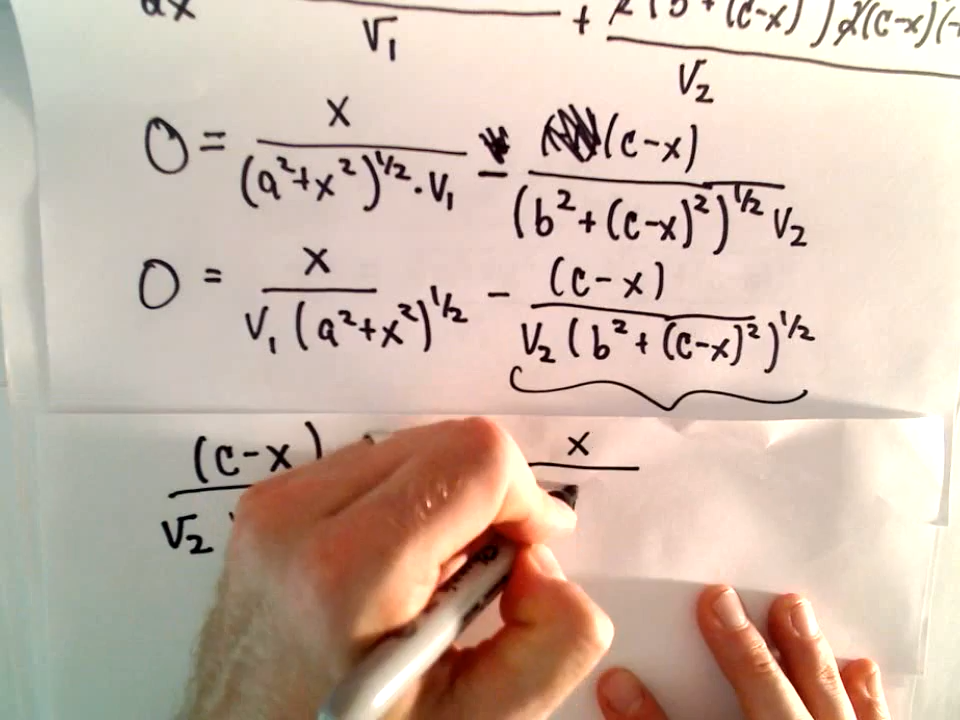 dx
V₁ + (c-x) (c-x)(-
V₂
0 = x / (a²+x²)^1/2 · V₁ - (c-x) / (b²+(c-x)²)^1/2 V₂
0 = x / V₁(a²+x²)^1/2 - (c-x) / V₂(b²+(c-x)²)^1/2
(c-x) / V₂ x